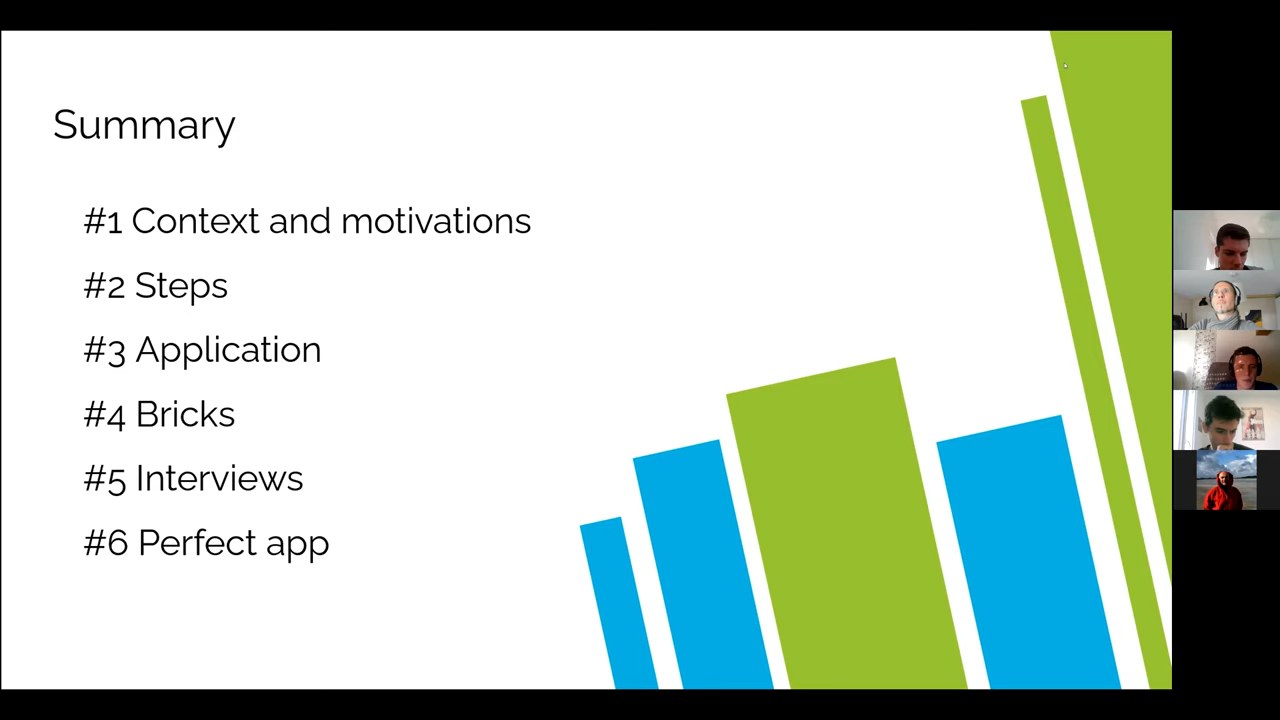 Summary
#1 Context and motivations
#2 Steps
#3 Application
#4 Bricks
#5 Interviews
#6 Perfect app